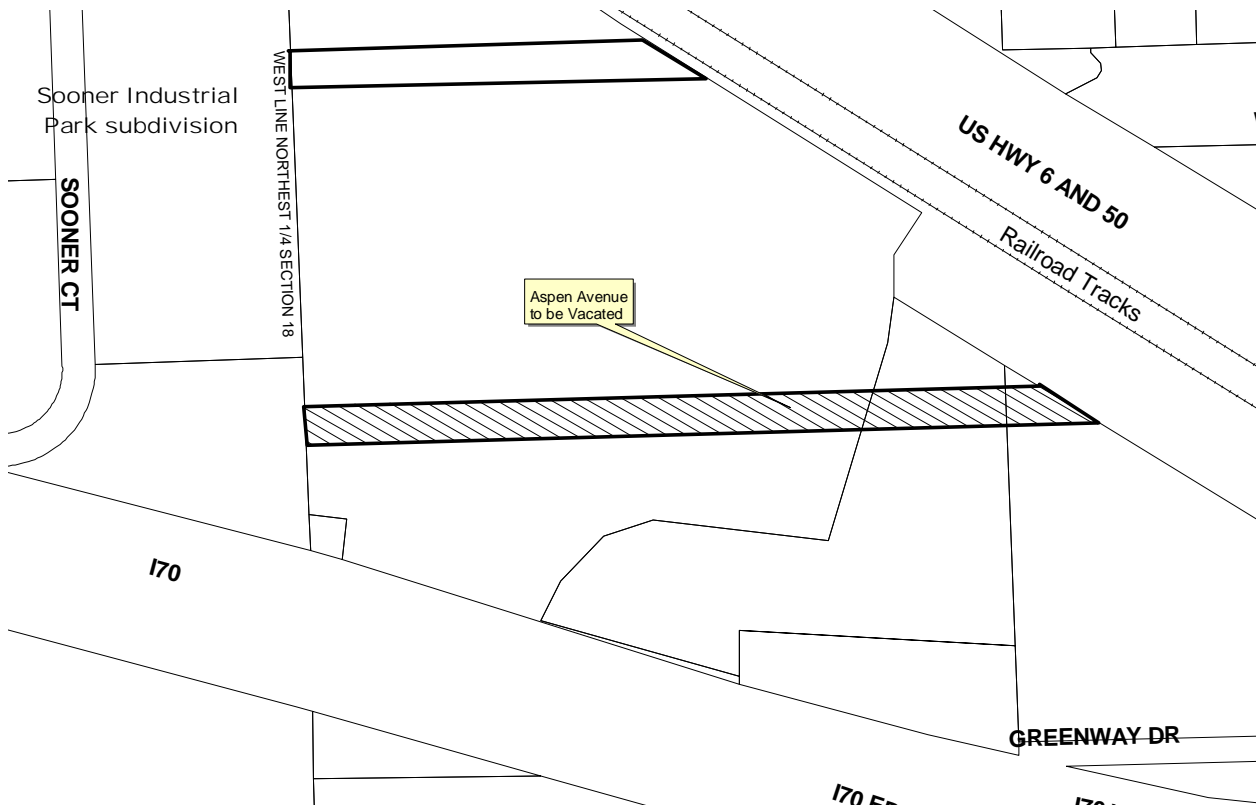 Sooner Industrial
Park subdivision
WEST LINE NORTHEST 1/4 SECTION 18
SOONER CT
US HWY 6 AND 50
Railroad Tracks
Aspen Avenue
to be Vacated
I70
GREENWAY DR
I70
I70